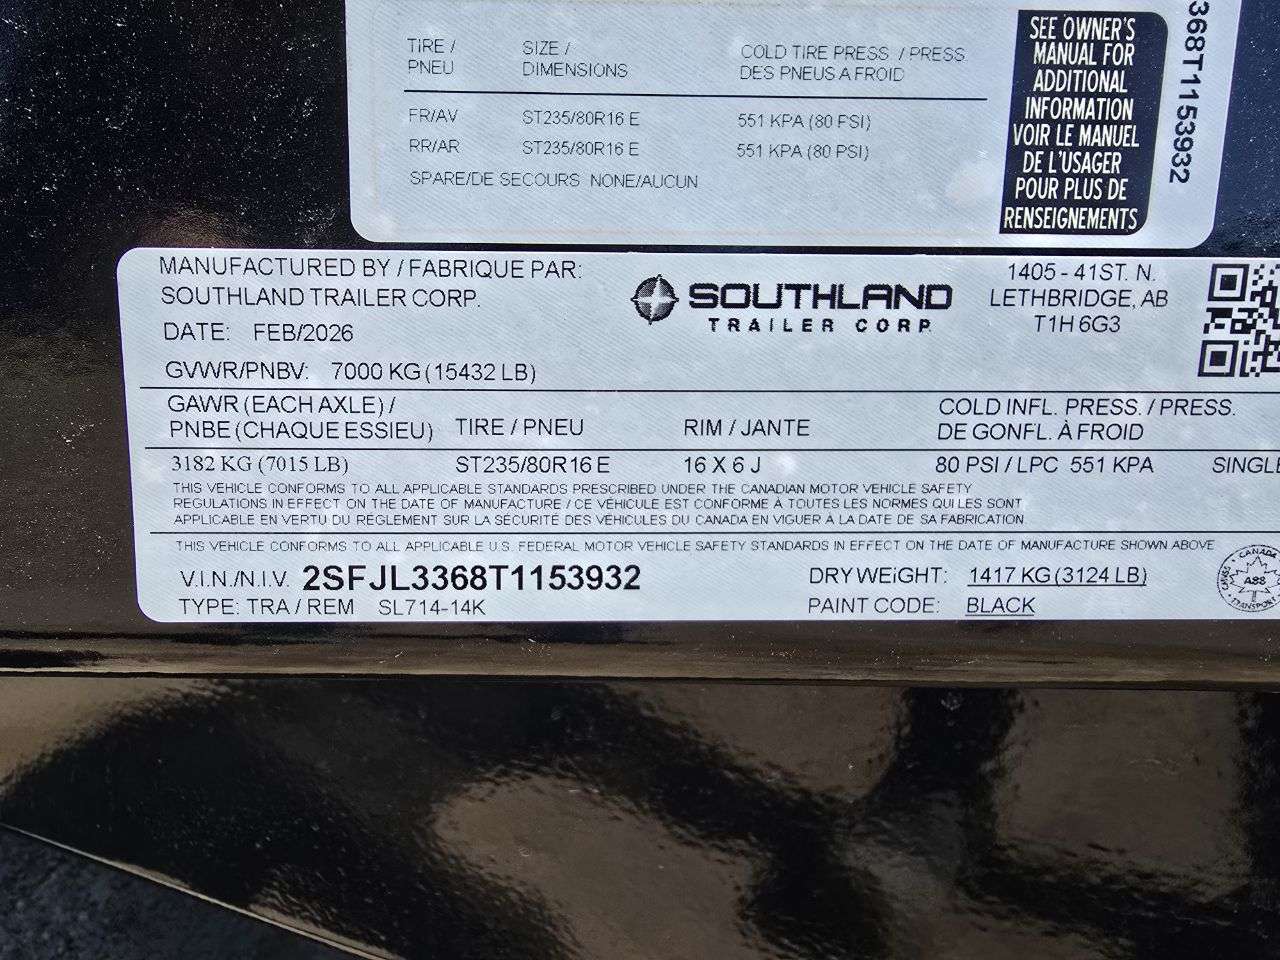 TIRE / PNEU SIZE / DIMENSIONS COLD TIRE PRESS. / PRESS. DES PNEUS A FROID
FR/AV ST235/80R16 E 551 KPA (80 PSI)
RR/AR ST235/80R16 E 551 KPA (80 PSI)
SPARE/DE SECOURS NONE/AUCUN
SEE OWNER'S
MANUAL FOR
ADDITIONAL
INFORMATION
VOIR LE MANUEL
DE L'USAGER
POUR PLUS DE
RENSEIGNEMENTS
368T1153932
MANUFACTURED BY / FABRIQUE PAR:
SOUTHLAND TRAILER CORP.
DATE: FEB/2026
GVWR/PNBV: 7000 KG (15432 LB)
SOUTHLAND
TRAILER CORP.
1405 - 41ST. N.
LETHBRIDGE, AB
T1H 6G3
GAWR (EACH AXLE) /
PNBE (CHAQUE ESSIEU) TIRE / PNEU RIM / JANTE COLD INFL. PRESS. / PRESS. DE GONFL. À FROID
3182 KG (7015 LB) ST235/80R16 E 16 X 6 J 80 PSI / LPC 551 KPA SINGLE
THIS VEHICLE CONFORMS TO ALL APPLICABLE STANDARDS PRESCRIBED UNDER THE CANADIAN MOTOR VEHICLE SAFETY
REGULATIONS IN EFFECT ON THE DATE OF MANUFACTURE / CE VÉHICULE EST CONFORME À TOUTES LES NORMES QUI LES SONT
APPLICABLE EN VERTU DU RÉGLEMENT SUR LA SÉCURITÉ DES VÉHICULES DU CANADA EN VIGUER À LA DATE DE SA FABRICATION
THIS VEHICLE CONFORMS TO ALL APPLICABLE U.S. FEDERAL MOTOR VEHICLE SAFETY STANDARDS IN EFFECT ON THE DATE OF MANUFACTURE SHOWN ABOVE
V.I.N./N.I.V. 2SFJL3368T1153932 DRY WEIGHT: 1417 KG (3124 LB)
TYPE: TRA / REM SL714-14K PAINT CODE: BLACK
CANADA
TRANSPORT